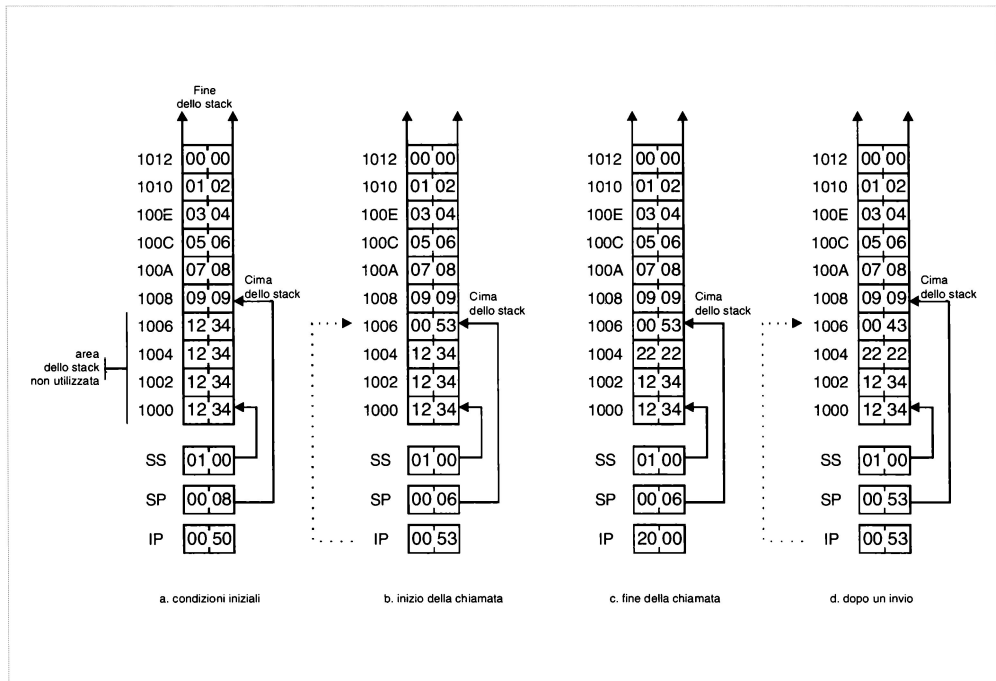 Fine
dello stack
1012 00 00
1010 01 02
100E 03 04
100C 05 06
100A 07 08
1008 09 09
1006 12 34
1004 12 34
1002 12 34
1000 12 34
SS 01 00
SP 00 08
IP 00 50
Cima
dello stack
area
dello stack
non utilizzata
a. condizioni iniziali
1012 00 00
1010 01 02
100E 03 04
100C 05 06
100A 07 08
1008 09 09
1006 00 53
1004 12 34
1002 12 34
1000 12 34
SS 01 00
SP 00 06
IP 00 53
Cima
dello stack
b. inizio della chiamata
1012 00 00
1010 01 02
100E 03 04
100C 05 06
100A 07 08
1008 09 09
1006 00 53
1004 22 22
1002 12 34
1000 12 34
SS 01 00
SP 00 06
IP 20 00
Cima
dello stack
c. fine della chiamata
1012 00 00
1010 01 02
100E 03 04
100C 05 06
100A 07 08
1008 09 09
1006 00 43
1004 22 22
1002 12 34
1000 12 34
SS 01 00
SP 00 53
IP 00 53
Cima
dello stack
d. dopo un invio